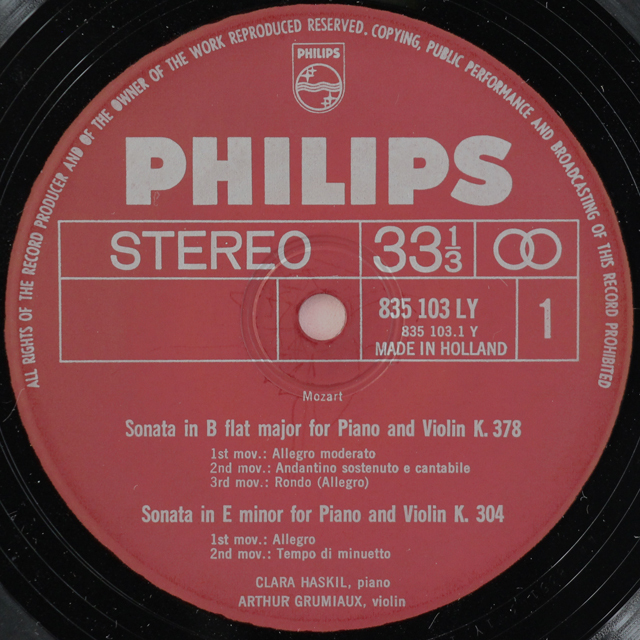 ALL RIGHTS OF THE RECORD PRODUCER AND OF THE OWNER OF THE WORK REPRODUCED RESERVED. COPYING, PUBLIC PERFORMANCE AND BROADCASTING OF THIS RECORD PROHIBITED
PHILIPS
PHILIPS
STEREO 33 1/3
835 103 LY 1
835 103.1 Y
MADE IN HOLLAND
Mozart
Sonata in B flat major for Piano and Violin K. 378
1st mov.: Allegro moderato
2nd mov.: Andantino sostenuto e cantabile
3rd mov.: Rondo (Allegro)
Sonata in E minor for Piano and Violin K. 304
1st mov.: Allegro
2nd mov.: Tempo di minuetto
CLARA HASKIL, piano
ARTHUR GRUMIAUX, violin